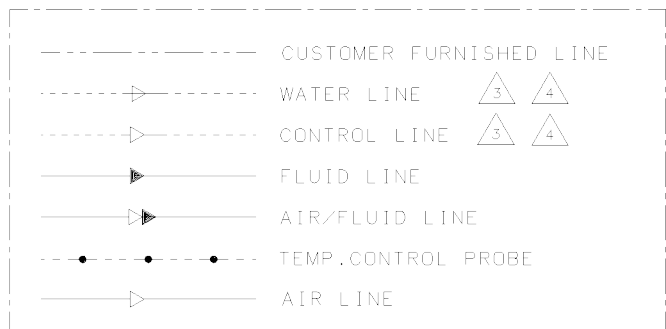 CUSTOMER FURNISHED LINE
WATER LINE 3 4
CONTROL LINE 3 4
FLUID LINE
AIR/FLUID LINE
TEMP.CONTROL PROBE
AIR LINE